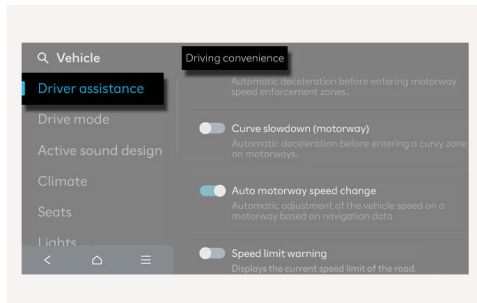 Vehicle
Driver assistance
Drive mode
Active sound design
Climate
Seats
Lights
Driving convenience
Automatic deceleration before entering motorway
speed enforcement zones.
Curve slowdown (motorway)
Automatic deceleration before entering a curvy zone
on motorways.
Auto motorway speed change
Automatic adjustment of the vehicle speed on a
motorway based on navigation data
Speed limit warning
Displays the current speed limit of the road.